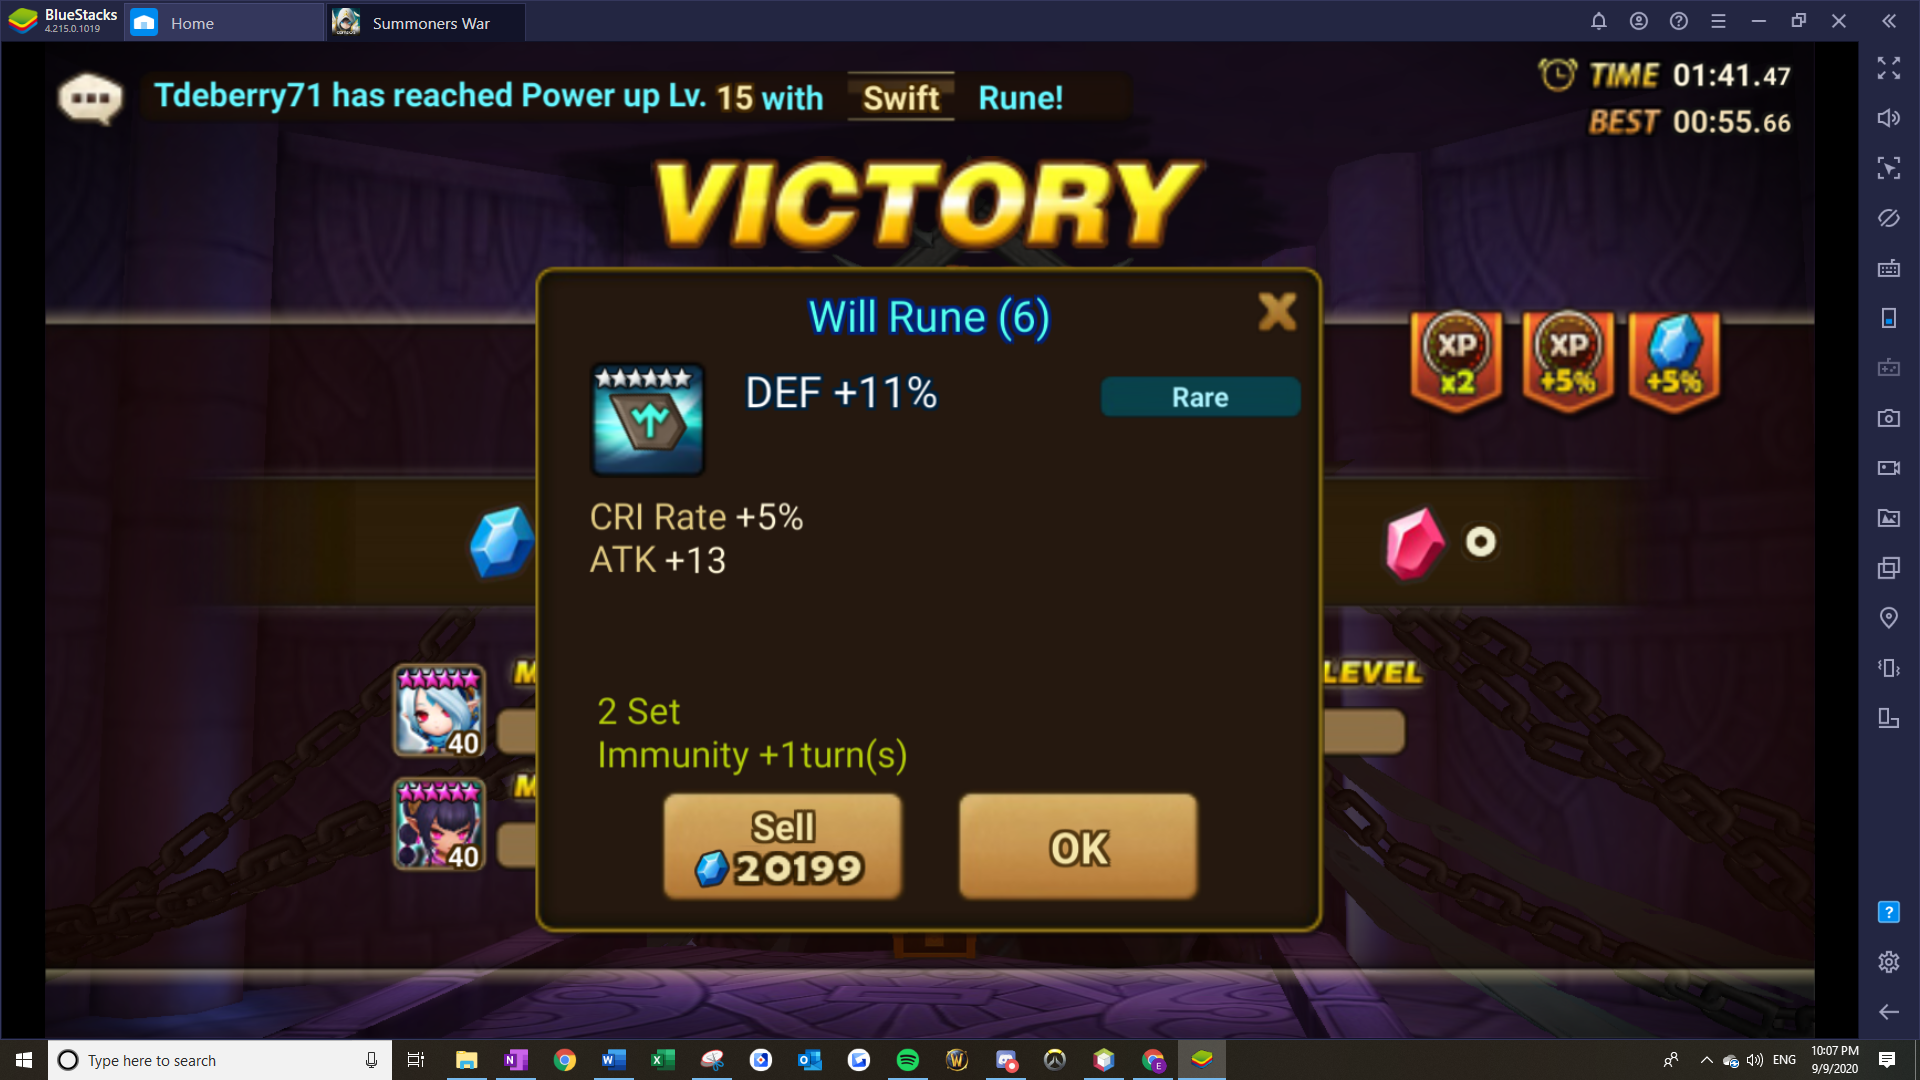 BlueStacks
4.215.0.1019
Home
Summoners War
Tdeberry71 has reached Power up Lv. 15 with Swift Rune!
TIME 01:41.47
BEST 00:55.66
VICTORY
Will Rune (6)
DEF +11%
Rare
XP
x2
XP
+5%
+5%
CRI Rate +5%
ATK +13
0
M
LEVEL
40
2 Set
Immunity +1turn(s)
M
40
Sell
20199
OK
Type here to search
ENG
10:07 PM
9/9/2020